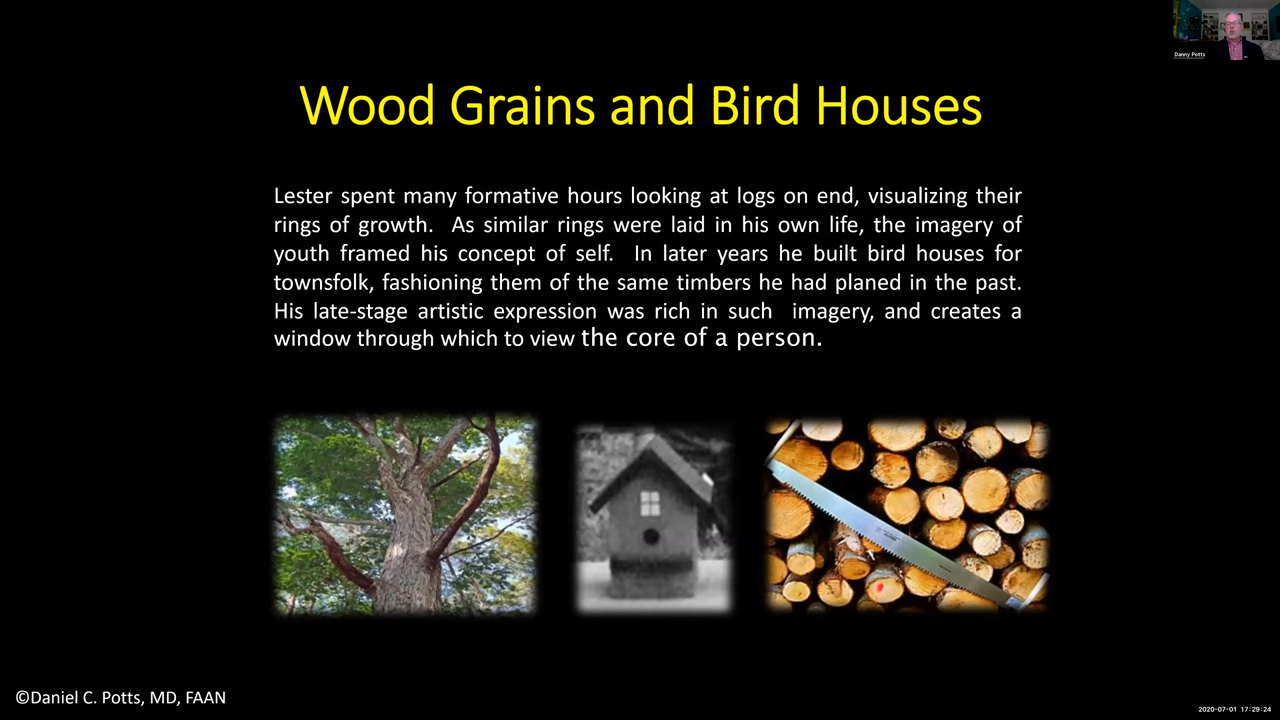 Danny Potts
Wood Grains and Bird Houses
Lester spent many formative hours looking at logs on end, visualizing their
rings of growth.  As similar rings were laid in his own life, the imagery of
youth framed his concept of self.  In later years he built bird houses for
townsfolk, fashioning them of the same timbers he had planed in the past.
His late-stage artistic expression was rich in such  imagery, and creates a
window through which to view the core of a person.
©Daniel C. Potts, MD, FAAN
2020-07-01 17:29:24